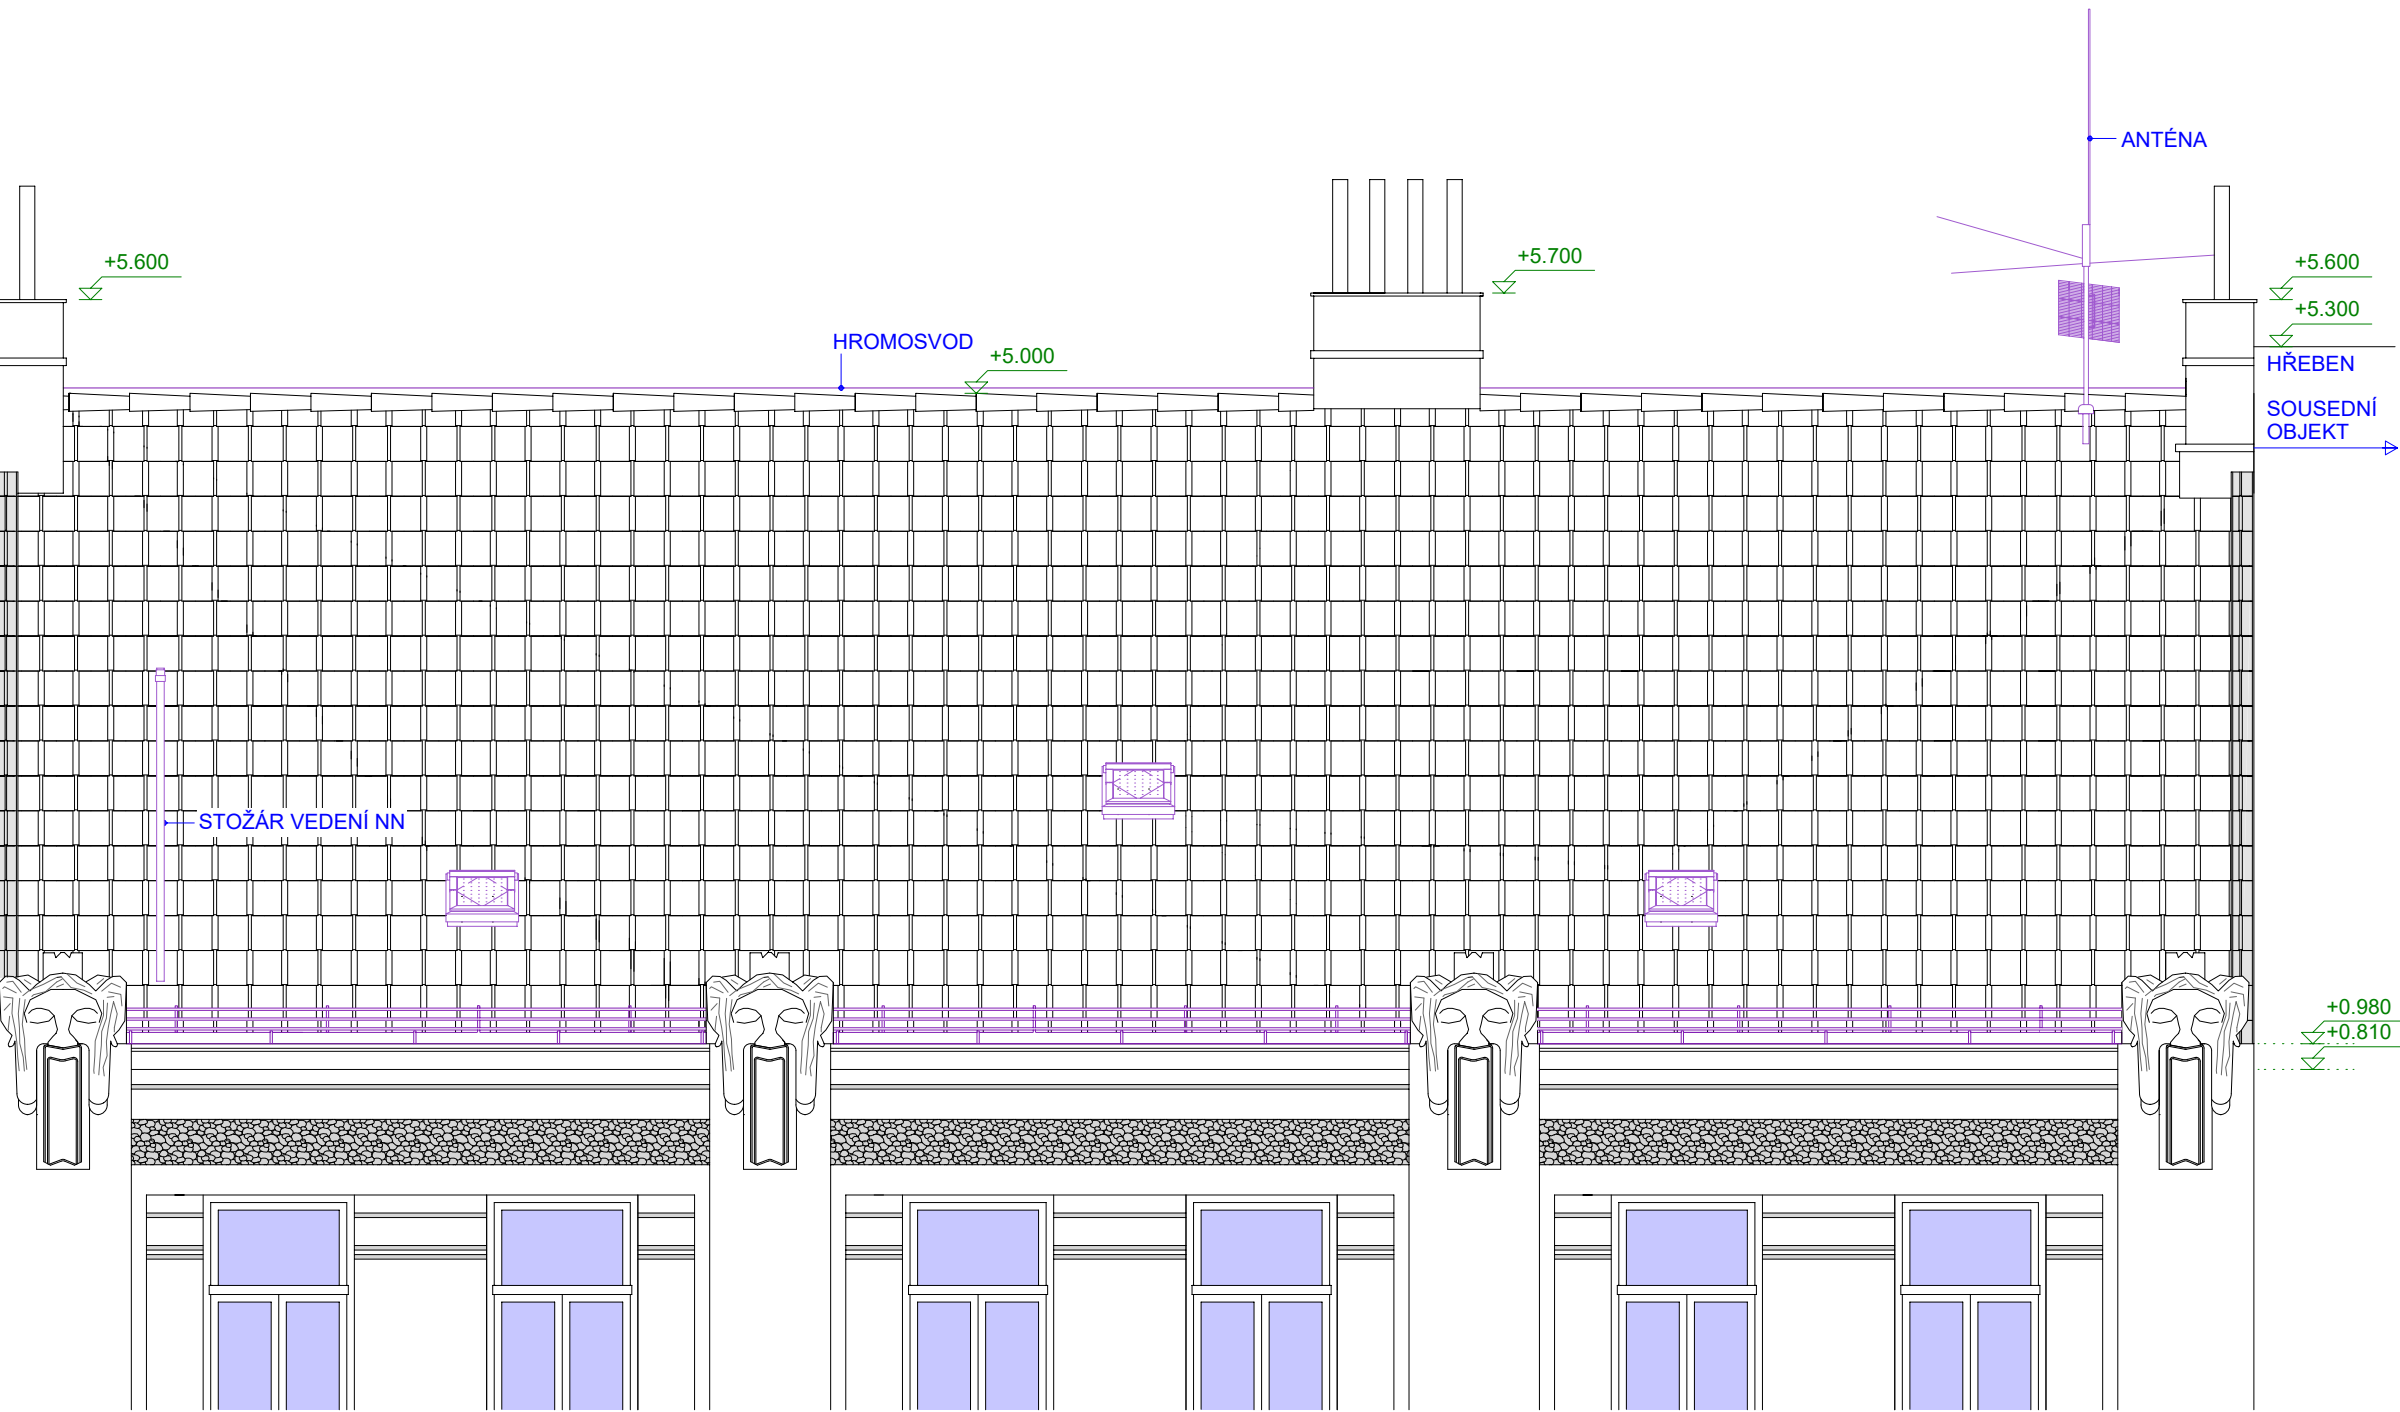 ANTÉNA
+5.600
+5.700
+5.600
+5.300
HROMOSVOD
+5.000
HŘEBEN
SOUSEDNÍ
OBJEKT
STOŽÁR VEDENÍ NN
+0.980
+0.810